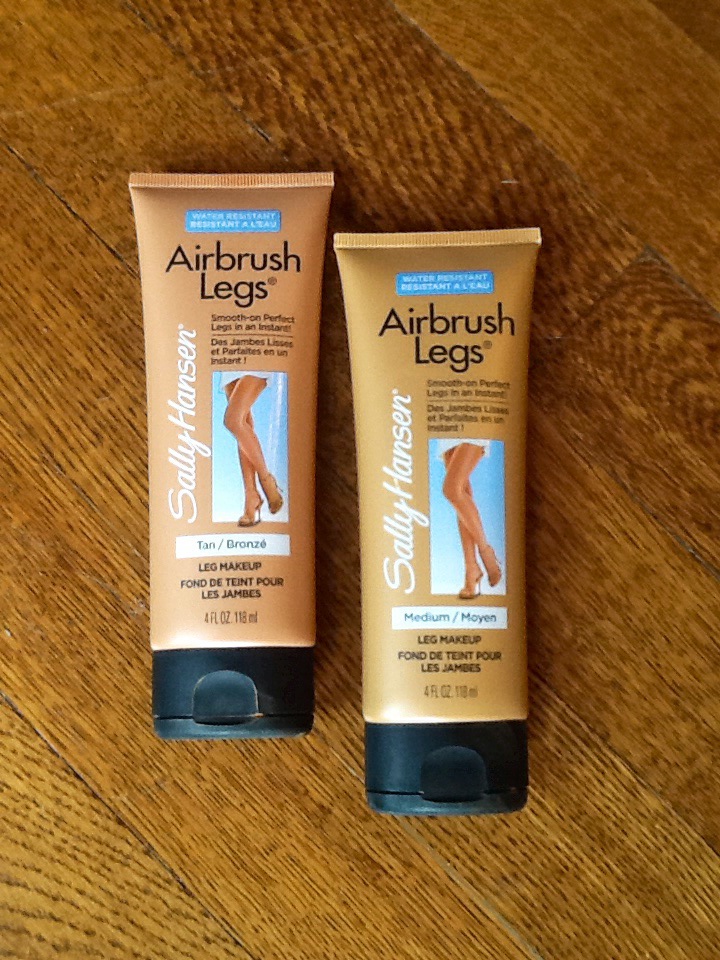 WATER RESISTANT
RESISTANT A L'EAU
Airbrush
Legs®
Smooth-on Perfect
Legs in an Instant!
Des Jambes Lisses
et Parfaites en un
Instant !
Sally Hansen®
Tan / Bronzé
LEG MAKEUP
FOND DE TEINT POUR
LES JAMBES
4 FL OZ. 118 ml
WATER RESISTANT
RESISTANT A L'EAU
Airbrush
Legs®
Smooth-on Perfect
Legs in an Instant!
Des Jambes Lisses
et Parfaites en un
Instant !
Sally Hansen®
Medium / Moyen
LEG MAKEUP
FOND DE TEINT POUR
LES JAMBES
4 FL OZ. 118 ml